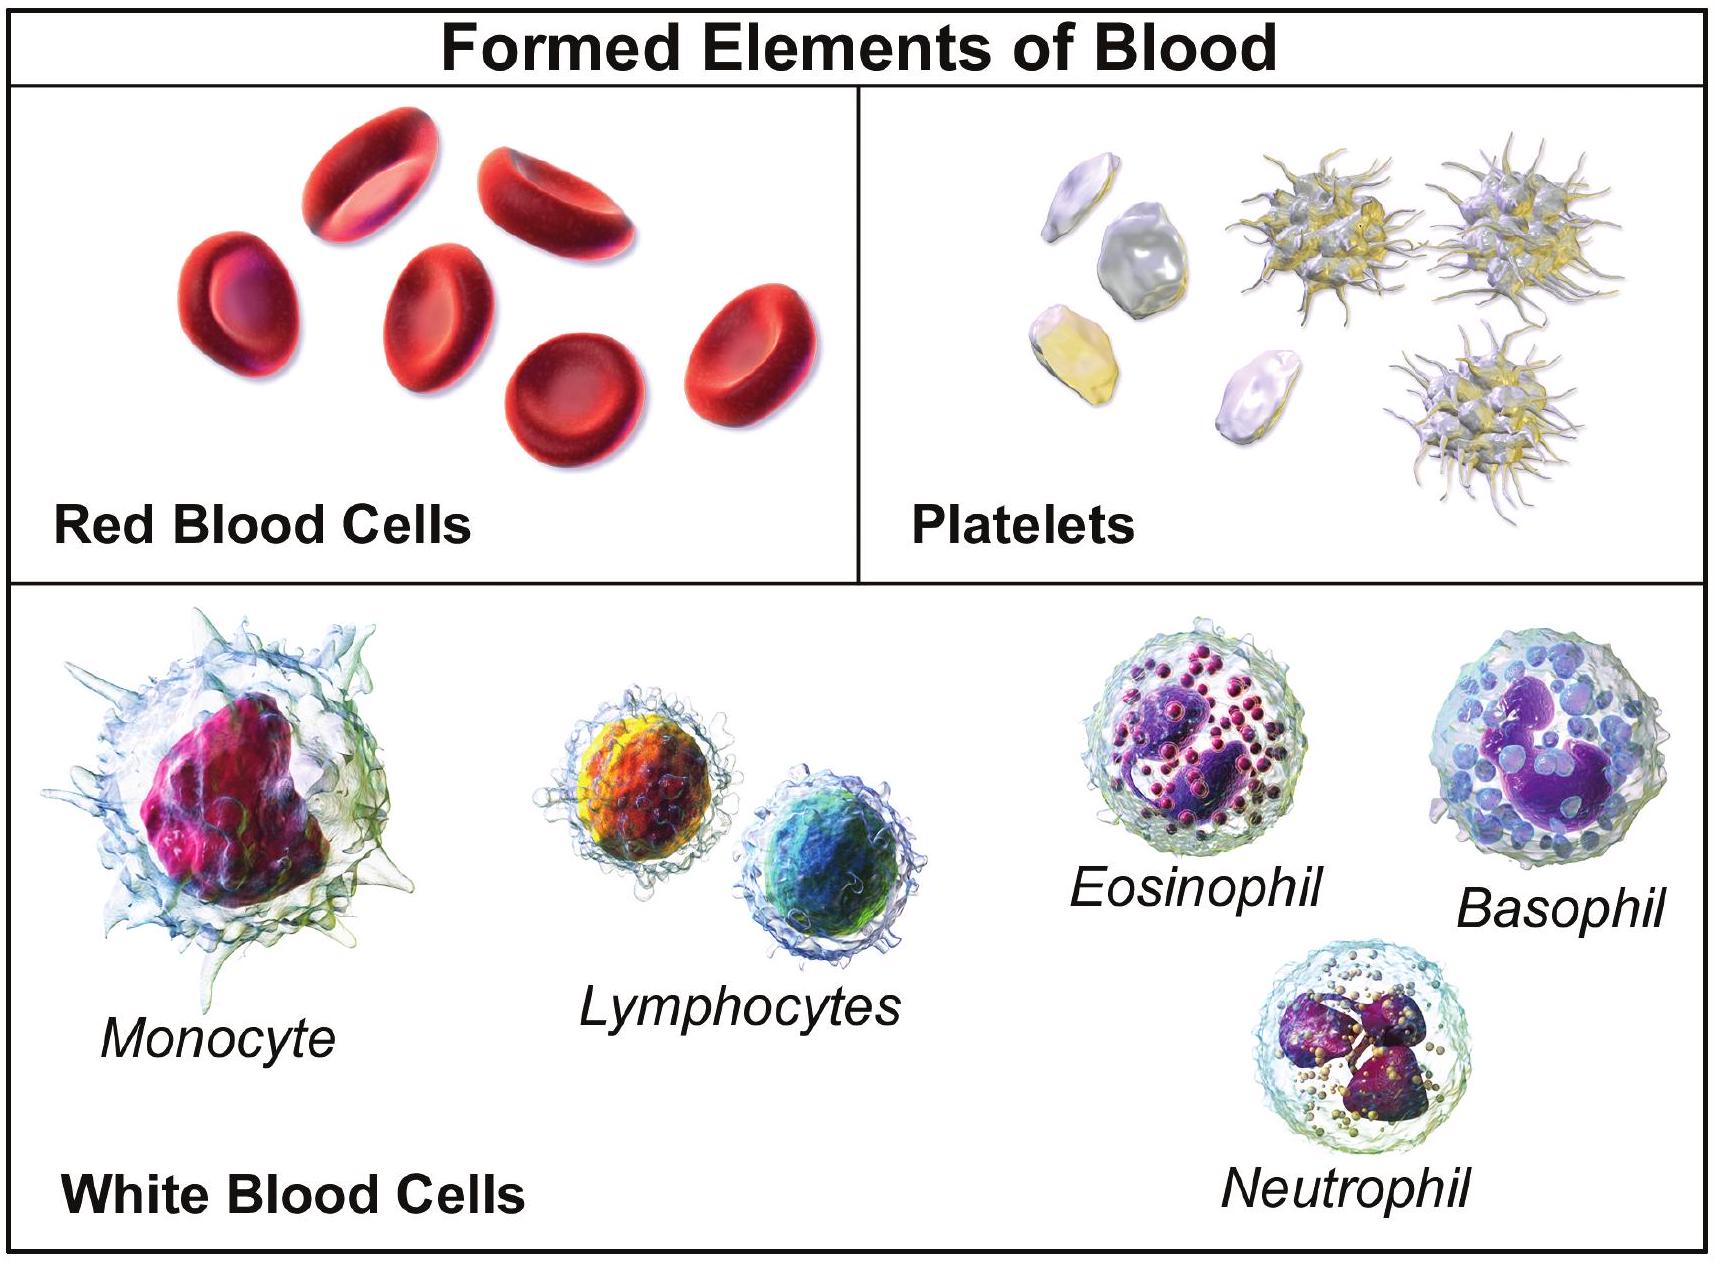 Formed Elements of Blood
Red Blood Cells
Platelets
Monocyte
Lymphocytes
Eosinophil
Basophil
Neutrophil
White Blood Cells